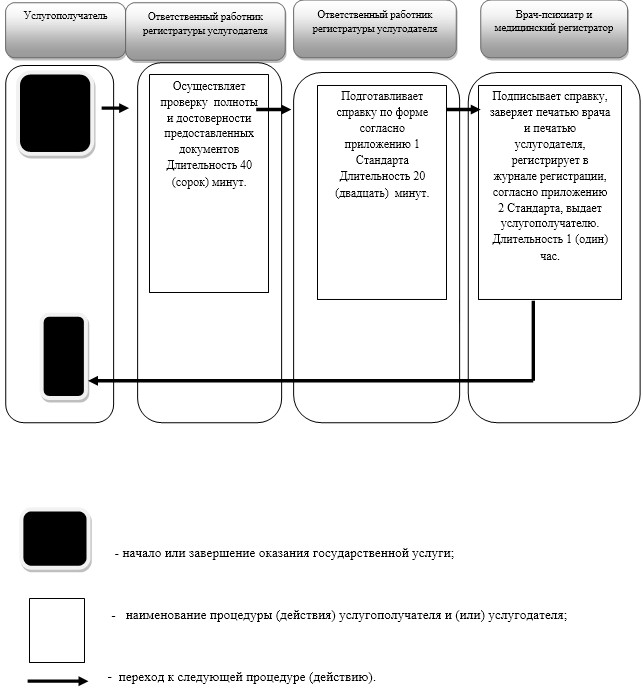 Услугополучатель
Ответственный работник
регистратуры услугодателя
Ответственный работник
регистратуры услугодателя
Врач-психиатр и
медицинский регистратор
Осуществляет
проверку полноты
и достоверности
предоставленных
документов
Длительность 40
(сорок) минут.
Подготавливает
справку по форме
согласно
приложению 1
Стандарта
Длительность 20
(двадцать) минут.
Подписывает справку,
заверяет печатью врача
и печатью
услугодателя,
регистрирует в
журнале регистрации,
согласно приложению
2 Стандарта, выдает
услугополучателю.
Длительность 1 (один)
час.
- начало или завершение оказания государственной услуги;
- наименование процедуры (действия) услугополучателя и (или) услугодателя;
- переход к следующей процедуре (действию).